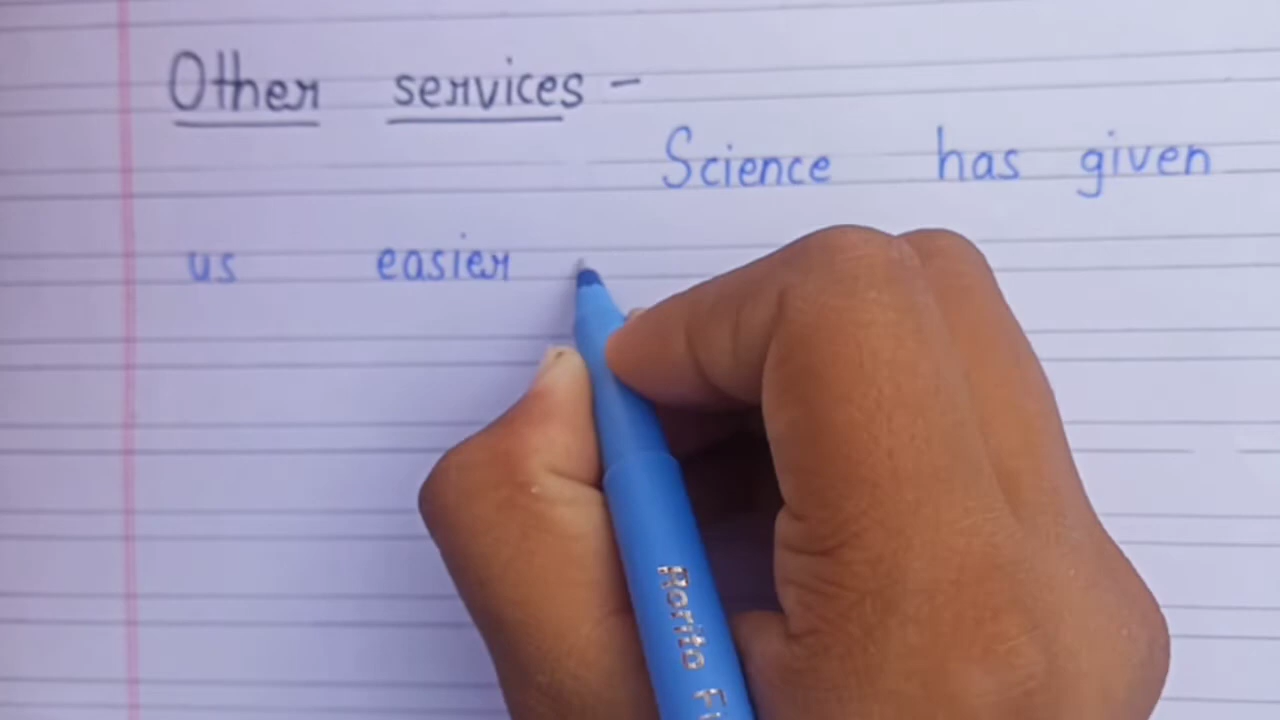 Other services -
Science has given
us easier
Rorito